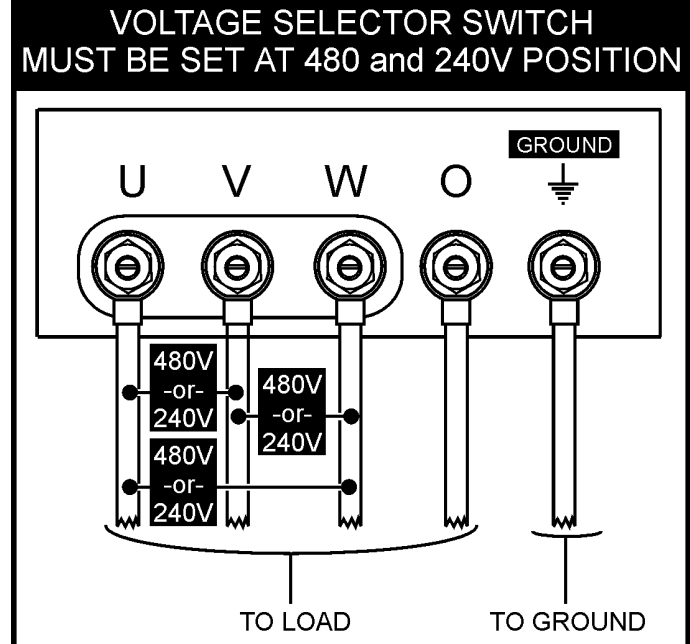 VOLTAGE SELECTOR SWITCH
MUST BE SET AT 480 and 240V POSITION
GROUND
U V W O
480V
-or-
240V
480V
-or-
240V
480V
-or-
240V
TO LOAD
TO GROUND